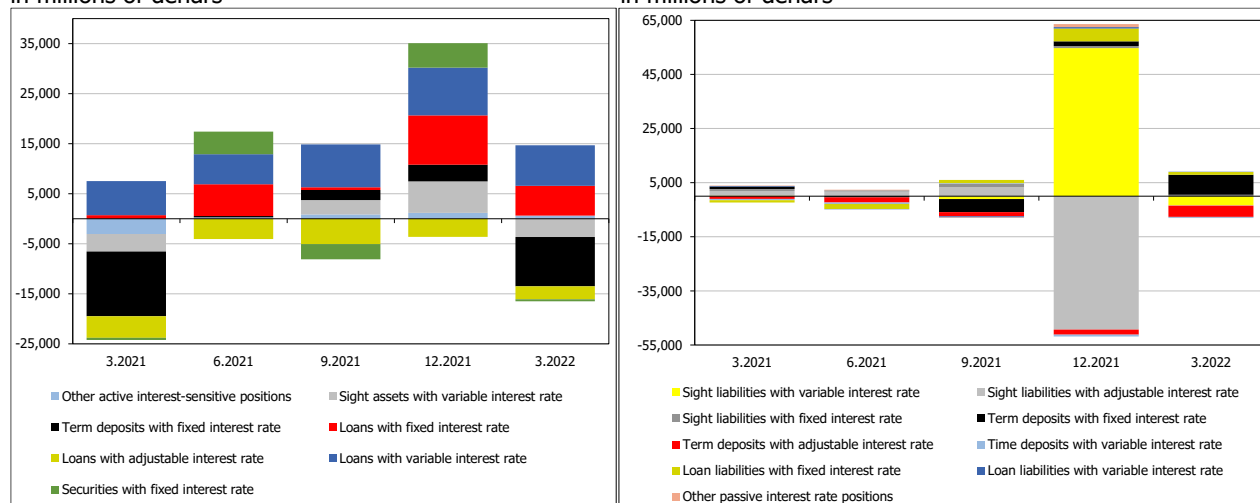 in millions of denars
35,000
25,000
15,000
5,000
-5,000
-15,000
-25,000
3.2021 6.2021 9.2021 12.2021 3.2022
Other active interest-sensitive positions Sight assets with variable interest rate
Term deposits with fixed interest rate Loans with fixed interest rate
Loans with adjustable interest rate Loans with variable interest rate
Securities with fixed interest rate
in millions of denars
65,000
45,000
25,000
5,000
-15,000
-35,000
-55,000
3.2021 6.2021 9.2021 12.2021 3.2022
Sight liabilities with variable interest rate Sight liabilities with adjustable interest rate
Sight liabilities with fixed interest rate Term deposits with fixed interest rate
Term deposits with adjustable interest rate Time deposits with variable interest rate
Loan liabilities with fixed interest rate Loan liabilities with variable interest rate
Other passive interest rate positions